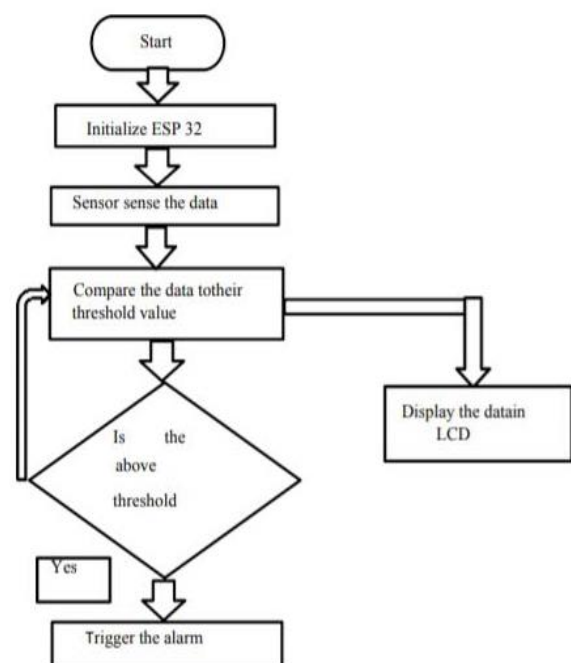 Start
Initialize ESP 32
Sensor sense the data
Compare the data totheir
threshold value
Display the datain
LCD
Is the
above
threshold
Yes
Trigger the alarm